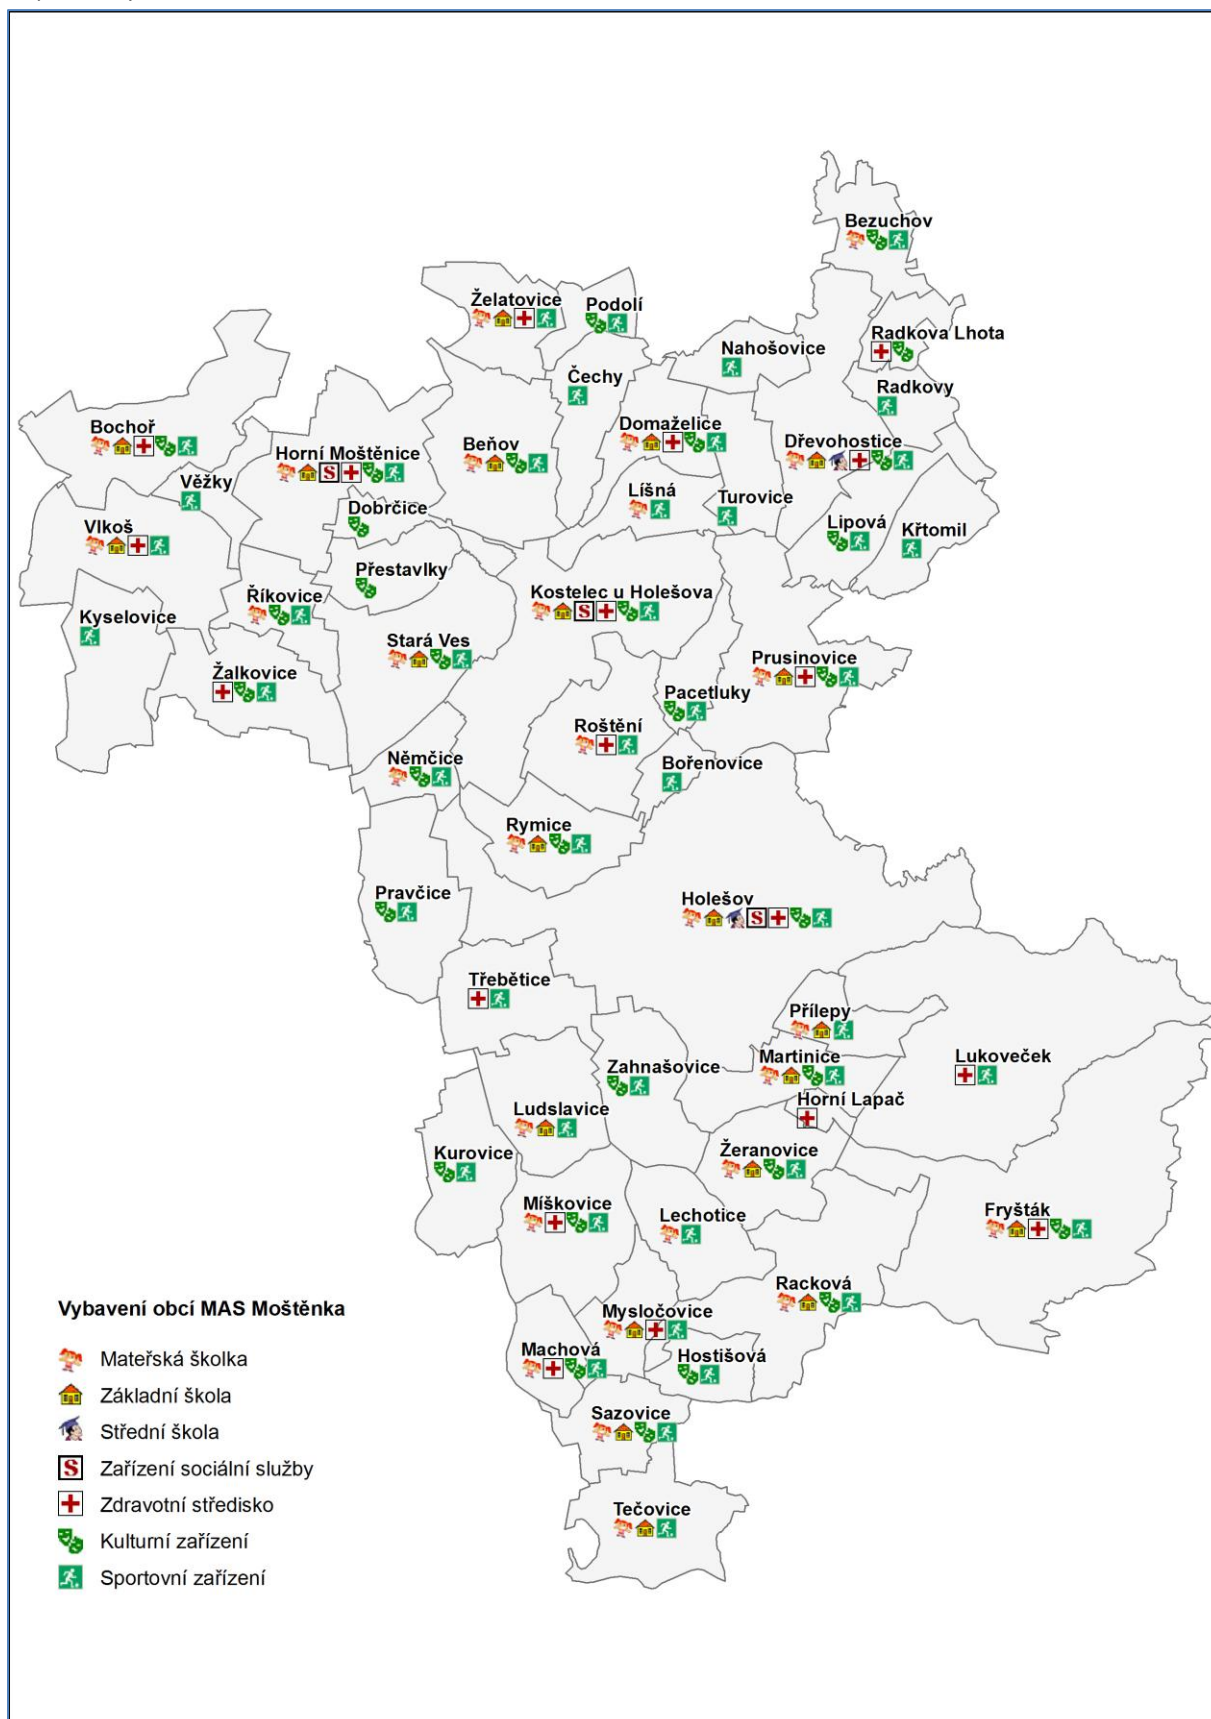 Bezuchov
Želatovice
Podolí
Radkova Lhota
Nahošovice
Čechy
Radkovy
Bochoř
Domaželice
Beňov
Dřevohostice
Horní Moštěnice
Věžky
Líšná
Turovice
Dobrčice
Vlkoš
Lipová
Křtomil
Přestavlky
Říkovice
Kostelec u Holešova
Kyselovice
Stará Ves
Prusinovice
Žalkovice
Pacetluky
Roštění
Němčice
Bořenovice
Rymice
Pravčice
Holešov
Třebětice
Přílepy
Martinice
Lukoveček
Zahnašovice
Horní Lapač
Ludslavice
Kurovice
Žeranovice
Míškovice
Lechotice
Fryšták
Racková
Mysločovice
Machová
Hostišová
Sazovice
Tečovice
Vybavení obcí MAS Moštěnka
Mateřská školka
Základní škola
Střední škola
S Zařízení sociální služby
Zdravotní středisko
Kulturní zařízení
Sportovní zařízení